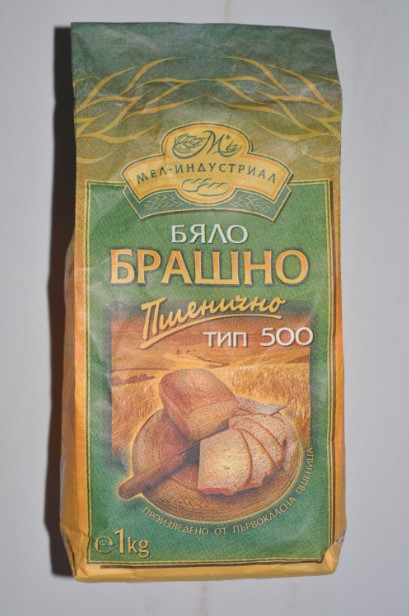 М и
МЕЛ-ИНДУСТРИАЛ
БЯЛО
БРАШНО
Пшенично
ТИП 500
ПРОИЗВЕДЕНО ОТ ПЪРВОКЛАСНА ПШЕНИЦА
℮1kg